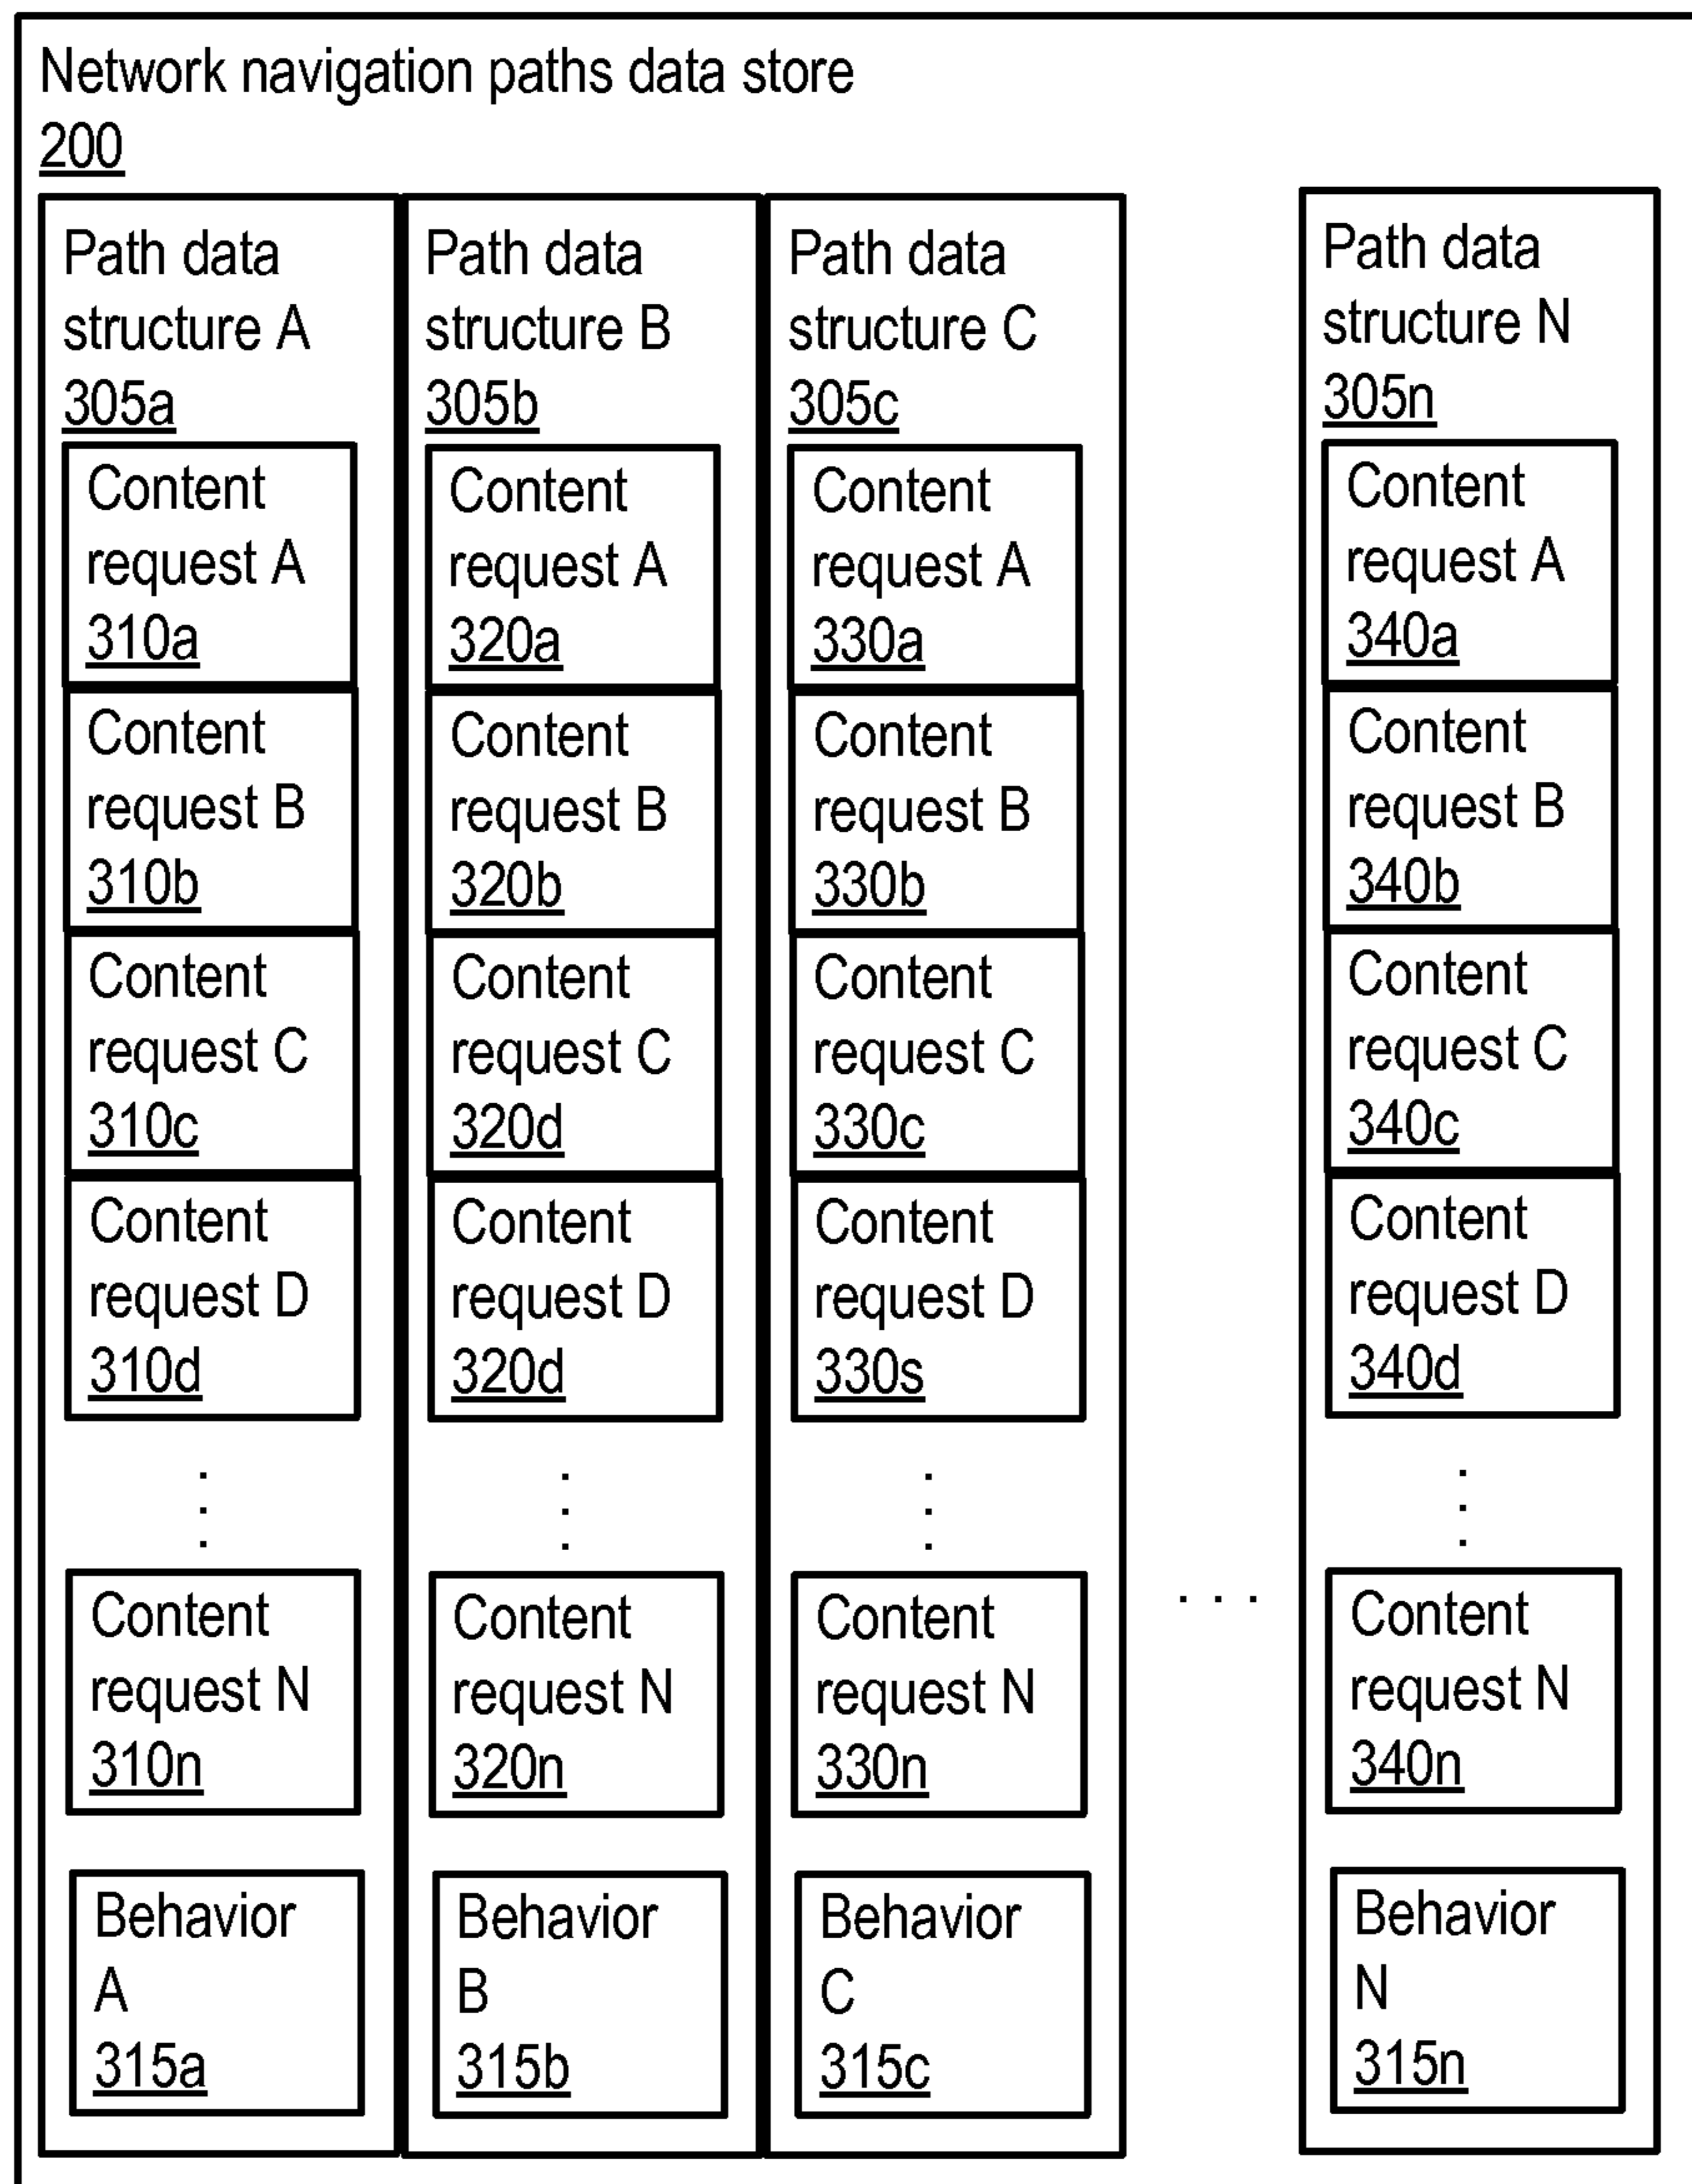 Network navigation paths data store
200
Path data
structure A
305a
Content
request A
310a
Content
request B
310b
Content
request C
310c
Content
request D
310d
Content
request N
310n
Behavior
A
315a
Path data
structure B
305b
Content
request A
320a
Content
request B
320b
Content
request C
320d
Content
request D
320d
Content
request N
320n
Behavior
B
315b
Path data
structure C
305c
Content
request A
330a
Content
request B
330b
Content
request C
330c
Content
request D
330s
Content
request N
330n
Behavior
C
315c
. . .
Path data
structure N
305n
Content
request A
340a
Content
request B
340b
Content
request C
340c
Content
request D
340d
Content
request N
340n
Behavior
N
315n